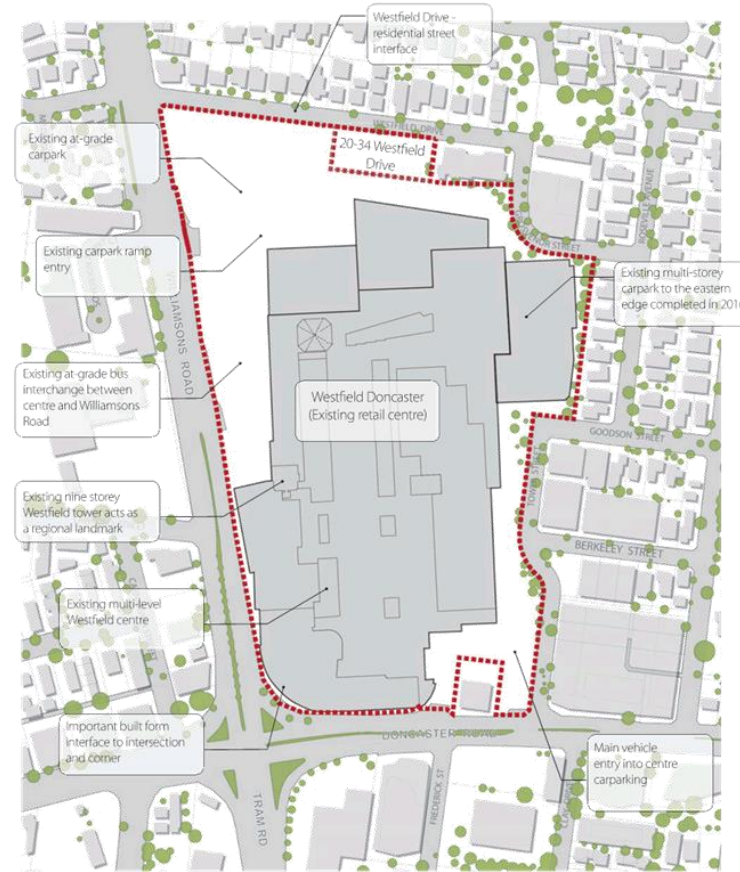 Westfield Drive -
residential street
interface
Existing at-grade
carpark
WESTFIELD DRIVE
20-34 Westfield
Drive
ROSEVILLE AVENUE
STREET
Existing carpark ramp
entry
Existing multi-storey
carpark to the eastern
edge completed in
WILLIAMSONS ROAD
Existing at-grade bus
interchange between
centre and Williamsons
Road
Westfield Doncaster
(Existing retail centre)
GOODSON STREET
STREET
Existing nine storey
Westfield tower acts as
a regional landmark
BERKELEY STREET
Existing multi-level
Westfield centre
Important built form
interface to intersection
and corner
DONCASTER ROAD
Main vehicle
entry into centre
carparking
TRAM RD
FREDERICK ST